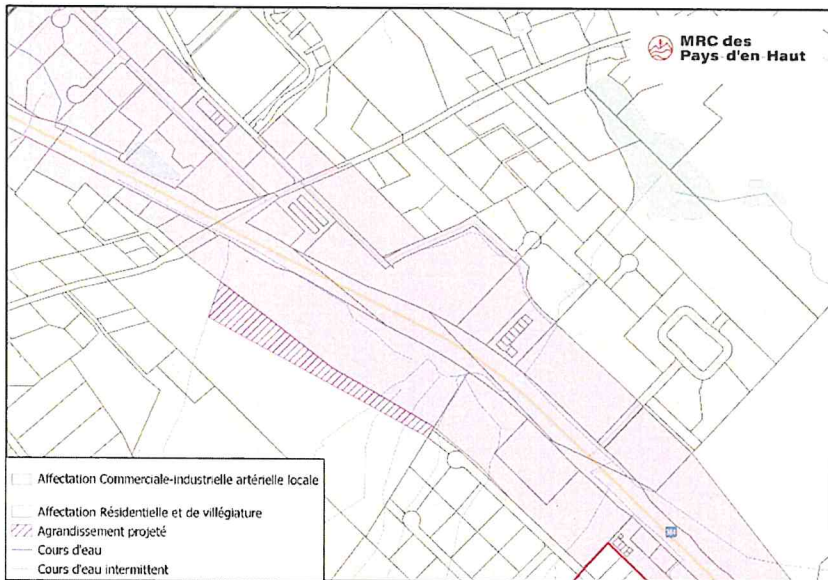 MRC des
Pays-d'en-Haut
Affectation Commerciale-industrielle artérielle locale
Affectation Résidentielle et de villégiature
Agrandissement projeté
Cours d'eau
Cours d'eau intermittent